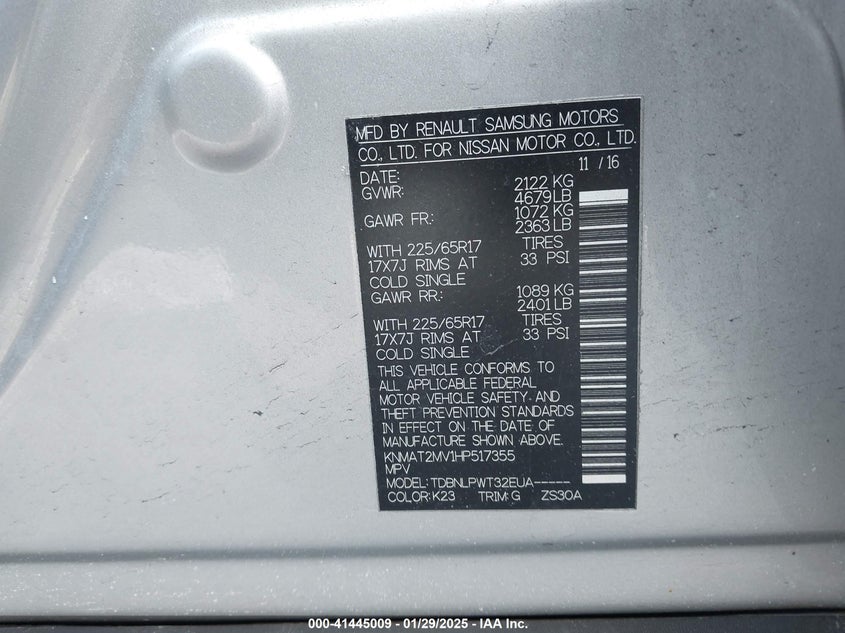 MFD BY RENAULT SAMSUNG MOTORS
CO., LTD. FOR NISSAN MOTOR CO., LTD.
DATE: 11 / 16
GVWR: 2122 KG
4679 LB
GAWR FR: 1072 KG
2363 LB
WITH 225/65R17 TIRES
17X7J RIMS AT 33 PSI
COLD SINGLE
GAWR RR: 1089 KG
2401 LB
WITH 225/65R17 TIRES
17X7J RIMS AT 33 PSI
COLD SINGLE
THIS VEHICLE CONFORMS TO
ALL APPLICABLE FEDERAL
MOTOR VEHICLE SAFETY AND
THEFT PREVENTION STANDARDS
IN EFFECT ON THE DATE OF
MANUFACTURE SHOWN ABOVE.
KNMAT2MV1HP517355
MPV
MODEL: TDBNLPWT32EUA-----
COLOR: K23 TRIM: G ZS30A
000-41445009 - 01/29/2025 - IAA Inc.